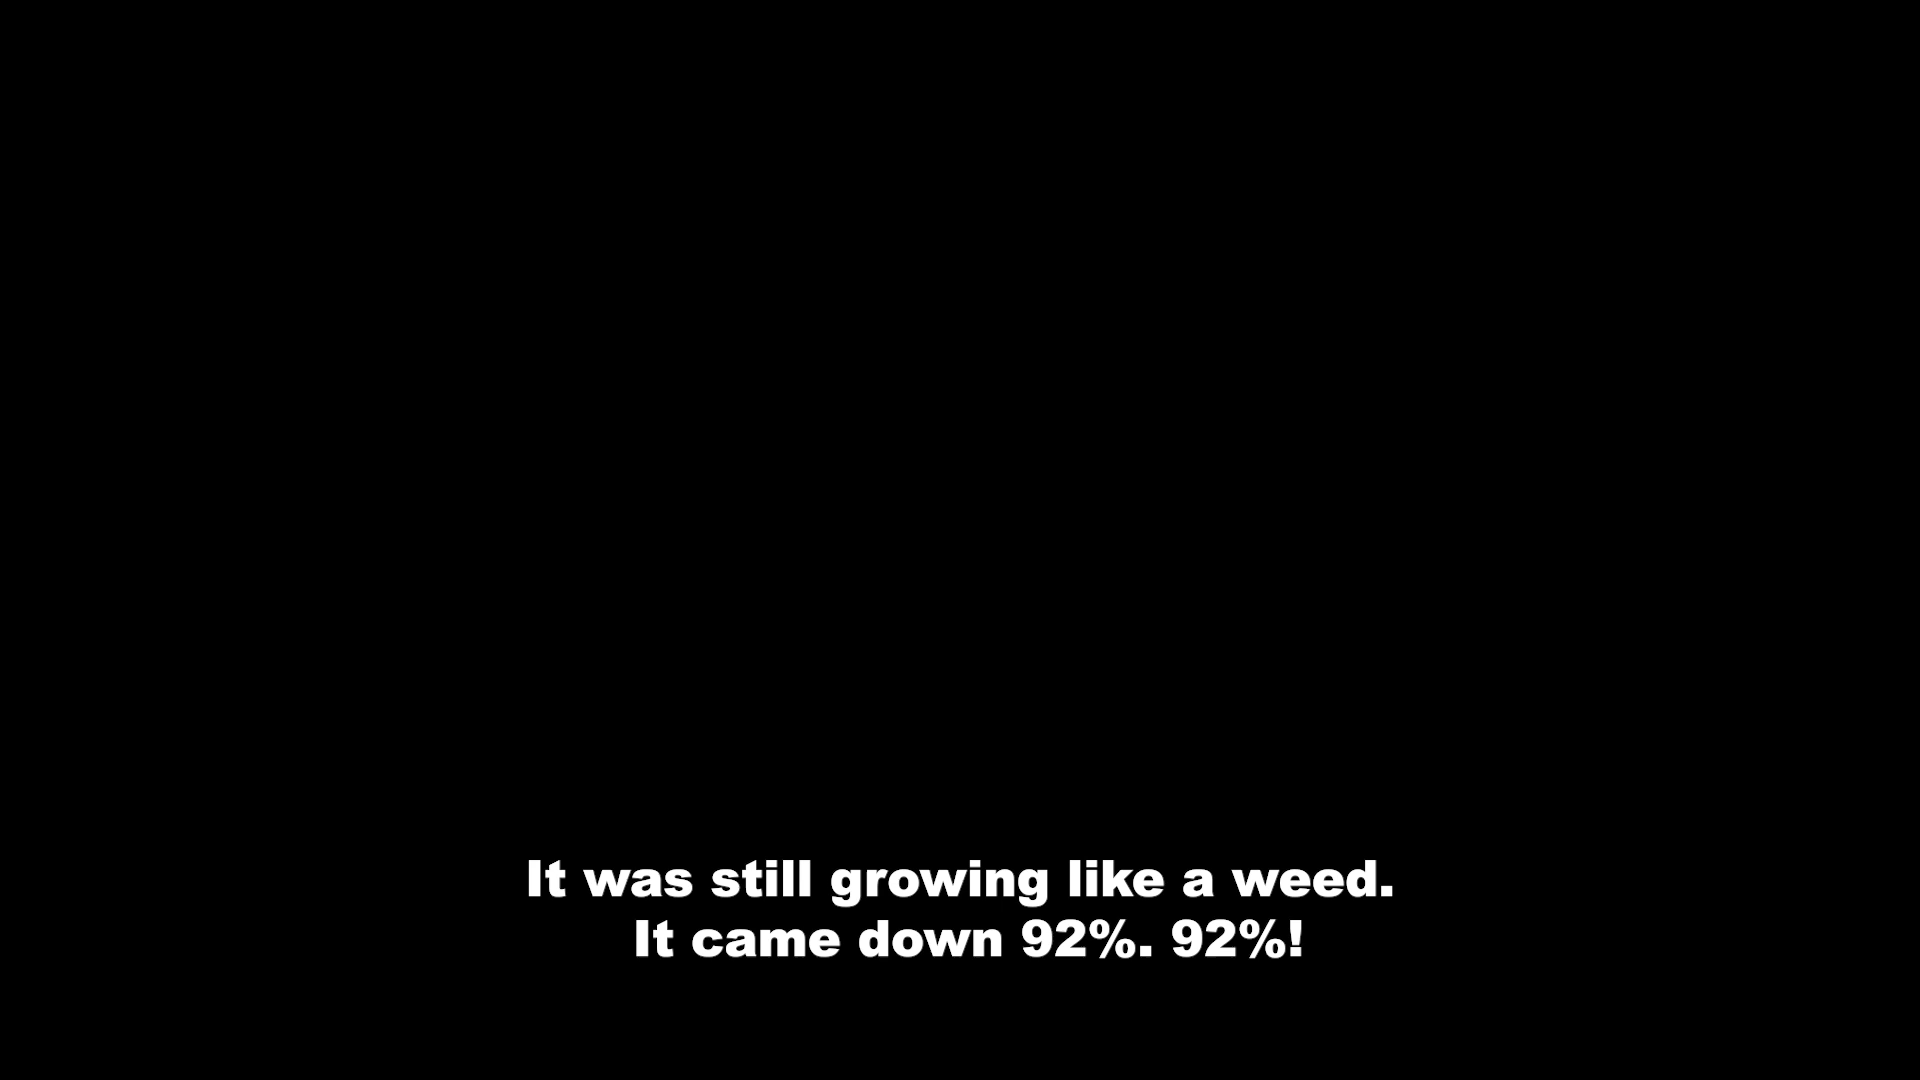 It was still growing like a weed.
It came down 92%. 92%!